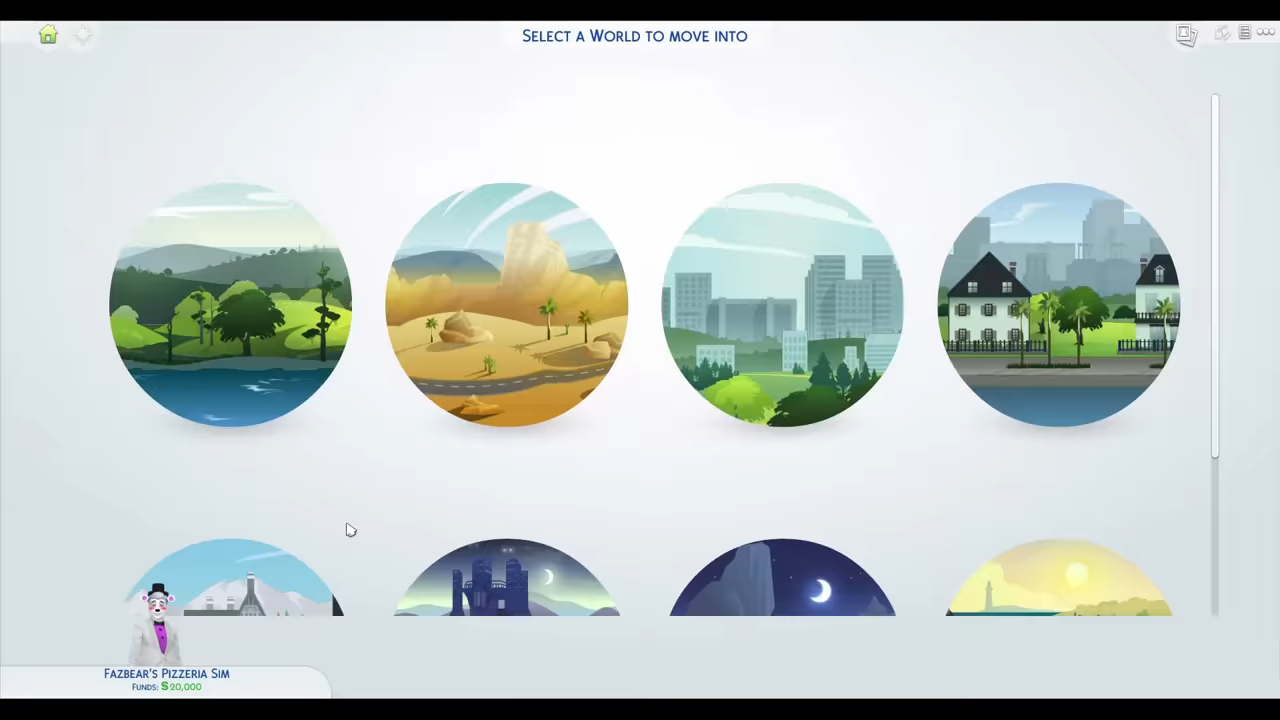 Select a World to move into
Fazbear's Pizzeria Sim
Funds: §20,000